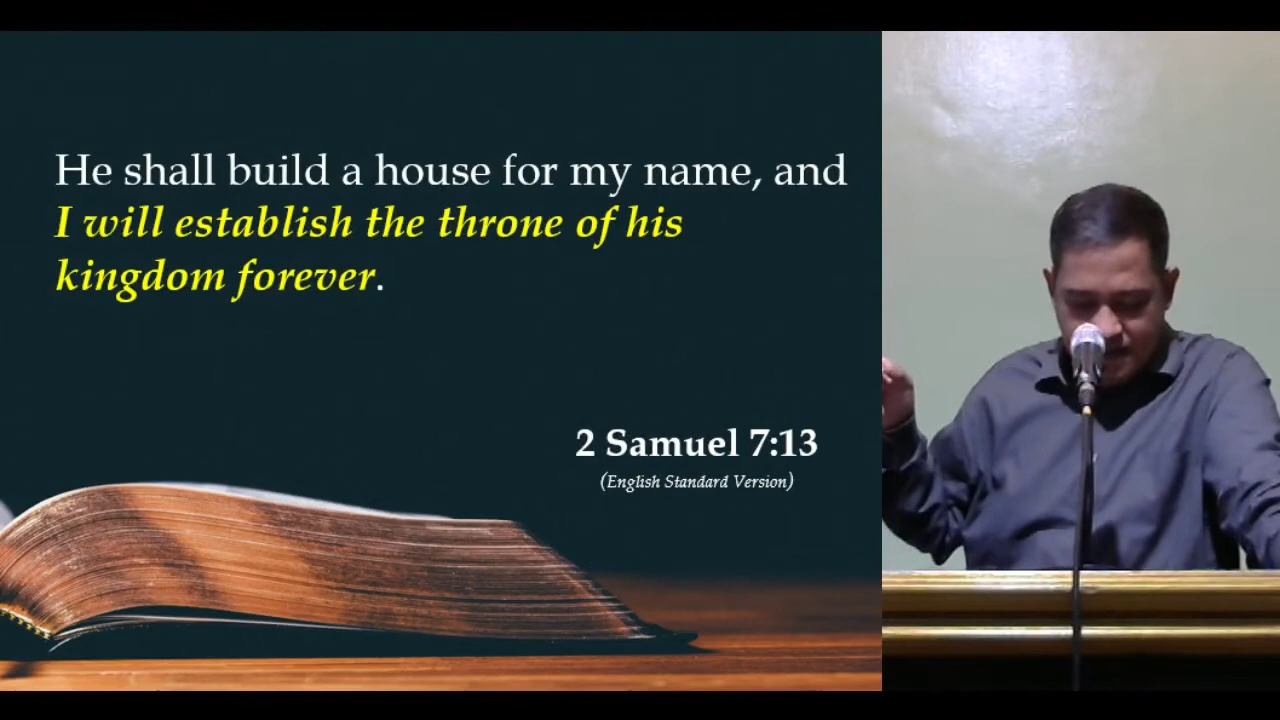 He shall build a house for my name, and
I will establish the throne of his
kingdom forever.
2 Samuel 7:13
(English Standard Version)